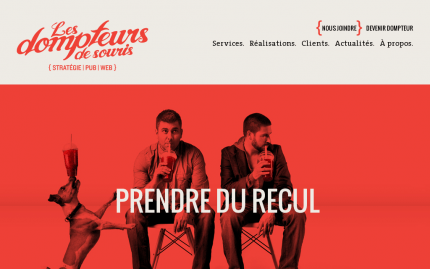 Les
dompteurs
de souris
{ STRATÉGIE | PUB | WEB }
{NOUS JOINDRE} DEVENIR DOMPTEUR
Services. Réalisations. Clients. Actualités. À propos.
PRENDRE DU RECUL